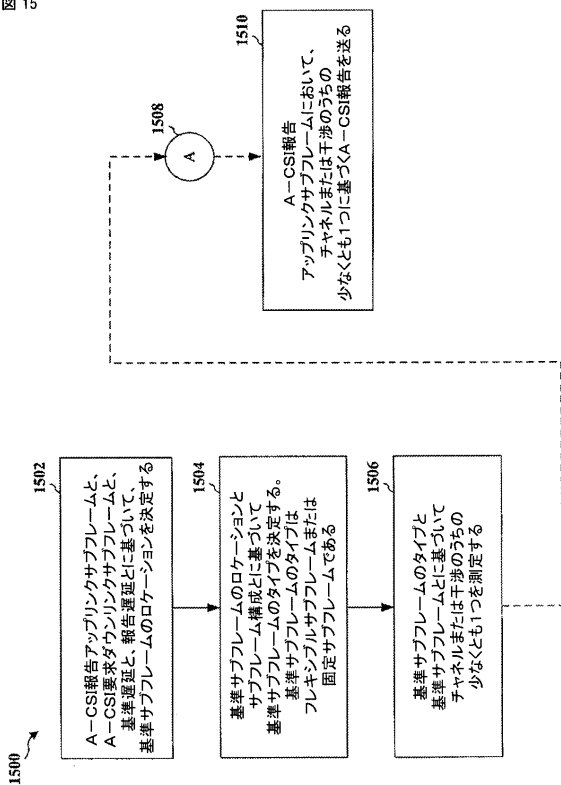 図 15
1500
1502
A－CSI報告アップリンクサブフレームと、
A－CSI要求ダウンリンクサブフレームと、
基準遅延と、報告遅延とに基づいて、
基準サブフレームのロケーションを決定する
1504
基準サブフレームのロケーションと
サブフレーム構成とに基づいて
基準サブフレームのタイプを決定する。
基準サブフレームのタイプは
フレキシブルサブフレームまたは
固定サブフレームである
1506
基準サブフレームのタイプと
基準サブフレームとに基づいて
チャネルまたは干渉のうちの
少なくとも1つを測定する
1508
A
1510
A－CSI報告
アップリンクサブフレームにおいて、
チャネルまたは干渉のうちの
少なくとも1つに基づくA－CSI報告を送る